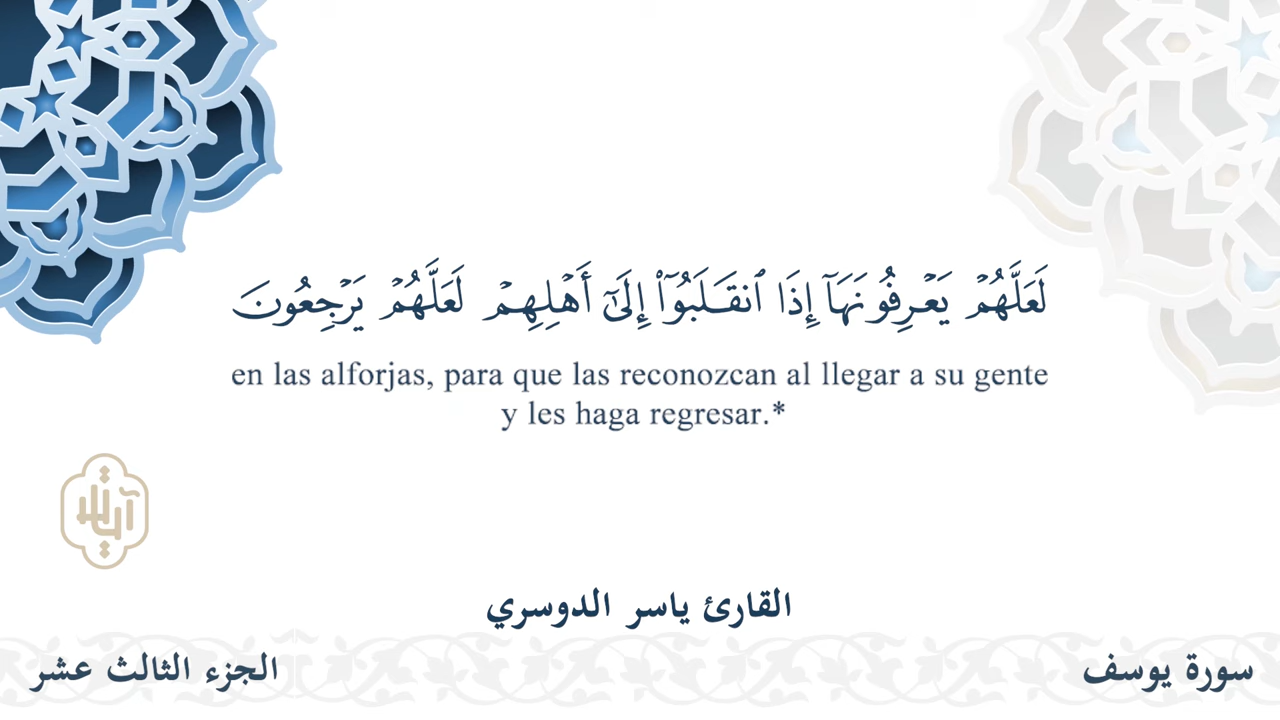 لَعَلَّهُمْ يَعْرِفُونَهَآ إِذَا ٱنقَلَبُوٓا۟ إِلَىٰٓ أَهْلِهِمْ لَعَلَّهُمْ يَرْجِعُونَ
en las alforjas, para que las reconozcan al llegar a su gente
y les haga regresar.*
القارئ ياسر الدوسري
سورة يوسف
الجزء الثالث عشر